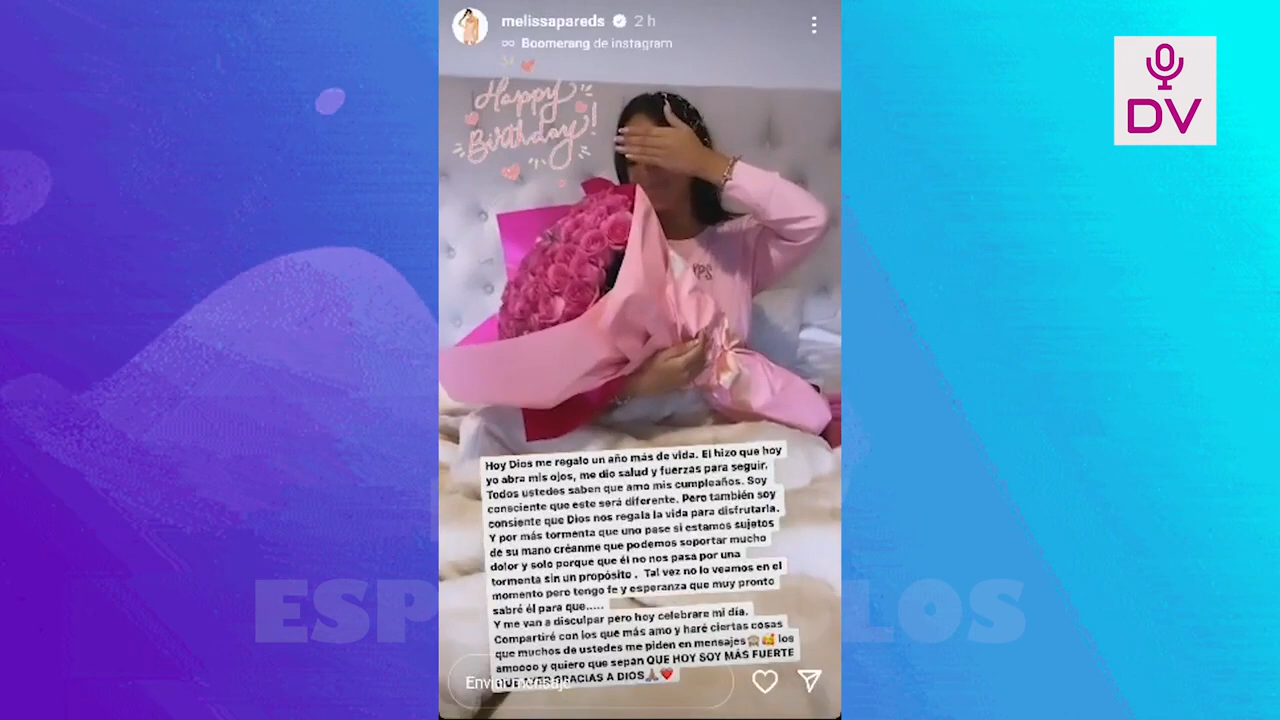 melissapareds 2 h
Boomerang de instagram
Happy
Birthday!
DV
Hoy Dios me regalo un año más de vida. El hizo que hoy
yo abra mis ojos, me dio salud y fuerzas para seguir.
Todos ustedes saben que amo mis cumpleaños. Soy
consciente que este será diferente. Pero también soy
consiente que Dios nos regala la vida para disfrutarla.
Y por más tormenta que uno pase si estamos sujetos
de su mano créanme que podemos soportar mucho
dolor y solo porque que él no nos pasa por una
tormenta sin un propósito . Tal vez no lo veamos en el
momento pero tengo fe y esperanza que muy pronto
sabré él para que.....
Y me van a disculpar pero hoy celebrare mi día.
Compartiré con los que más amo y haré ciertas cosas
que muchos de ustedes me piden en mensajes🙈🥰 los
amoooo y quiero que sepan QUE HOY SOY MÁS FUERTE
GRACIAS A DIOS🙏🏽❤️
Enviar mensaje
ESP LOS